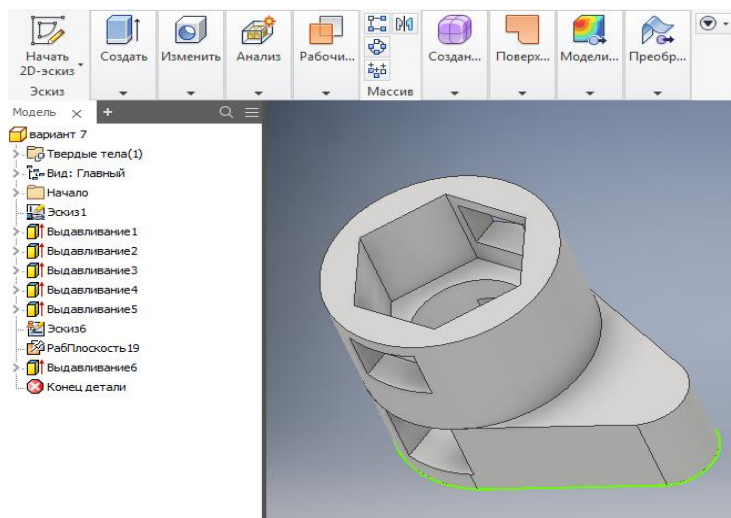 Начать
2D-эскиз
Создать
Изменить
Анализ
Рабочи...
Создан...
Поверх...
Модели...
Преобр...
Эскиз
Массив
Модель × +
вариант 7
Твердые тела(1)
Вид: Главный
Начало
Эскиз1
Выдавливание1
Выдавливание2
Выдавливание3
Выдавливание4
Выдавливание5
Эскиз6
РабПлоскость19
Выдавливание6
Конец детали